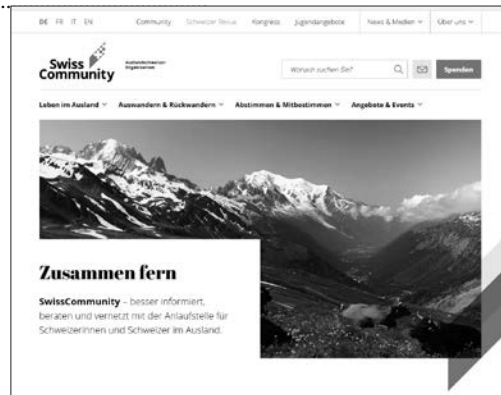 DE FR IT EN
Community Schweizer Revue Kongress Jugendangebote News & Medien Über uns
Swiss
Community
Auslandschweizer-
Organisation
Wonach suchen Sie?
Spenden
Leben im Ausland Auswandern & Rückwandern Abstimmen & Mitbestimmen Angebote & Events
Zusammen fern
SwissCommunity – besser informiert,
beraten und vernetzt mit der Anlaufstelle für
Schweizerinnen und Schweizer im Ausland.